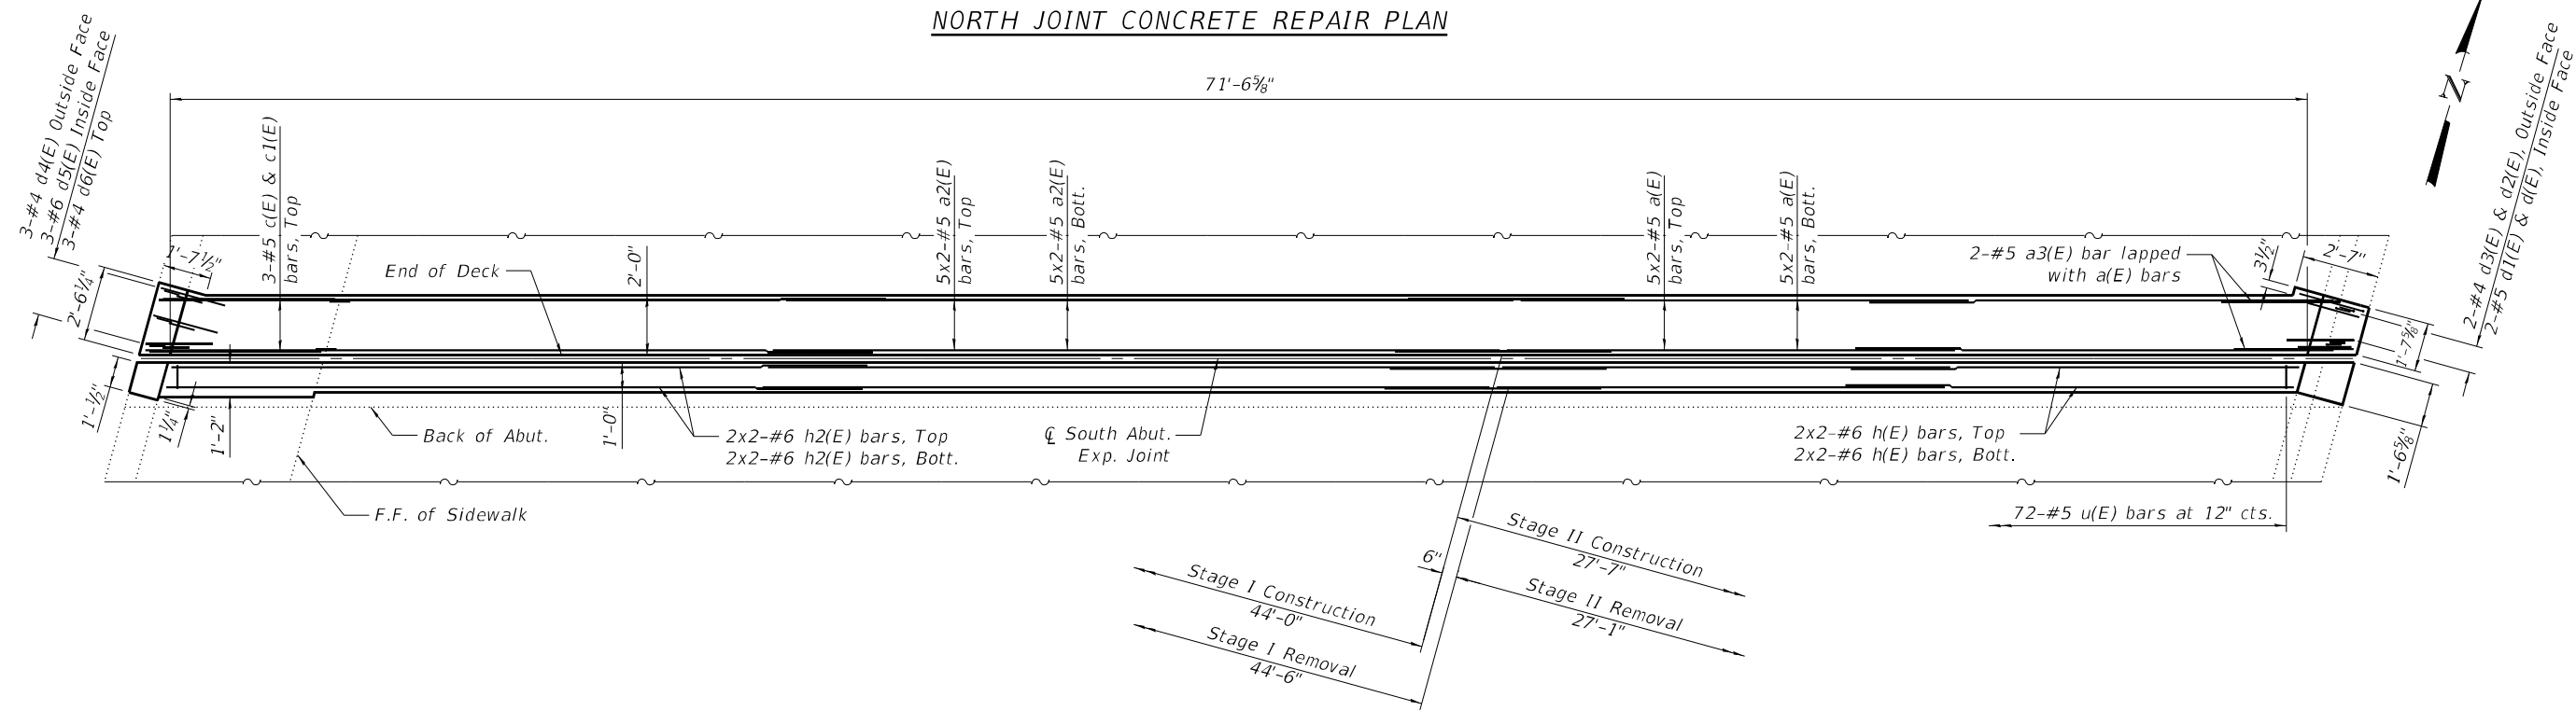 NORTH JOINT CONCRETE REPAIR PLAN
71'-6⅝"
N
3-#4 d4(E) Outside Face
3-#6 d5(E) Inside Face
3-#4 d6(E) Top
2-#4 d3(E) & d2(E), Outside Face
2-#5 d1(E) & d(E), Inside Face
3-#5 c(E) & c1(E)
bars, Top
5x2-#5 a2(E)
bars, Top
5x2-#5 a2(E)
bars, Bott.
5x2-#5 a(E)
bars, Top
5x2-#5 a(E)
bars, Bott.
1'-7½"
2'-6¼"
End of Deck
2'-0"
2-#5 a3(E) bar lapped
with a(E) bars
3½"
2'-7"
1'-7⅝"
1'-½"
1¼"
1'-2"
Back of Abut.
1'-0"
2x2-#6 h2(E) bars, Top
2x2-#6 h2(E) bars, Bott.
℄ South Abut.
Exp. Joint
2x2-#6 h(E) bars, Top
2x2-#6 h(E) bars, Bott.
1'-6⅝"
F.F. of Sidewalk
72-#5 u(E) bars at 12" cts.
6"
Stage II Construction
27'-7"
Stage I Construction
44'-0"
Stage II Removal
27'-1"
Stage I Removal
44'-6"